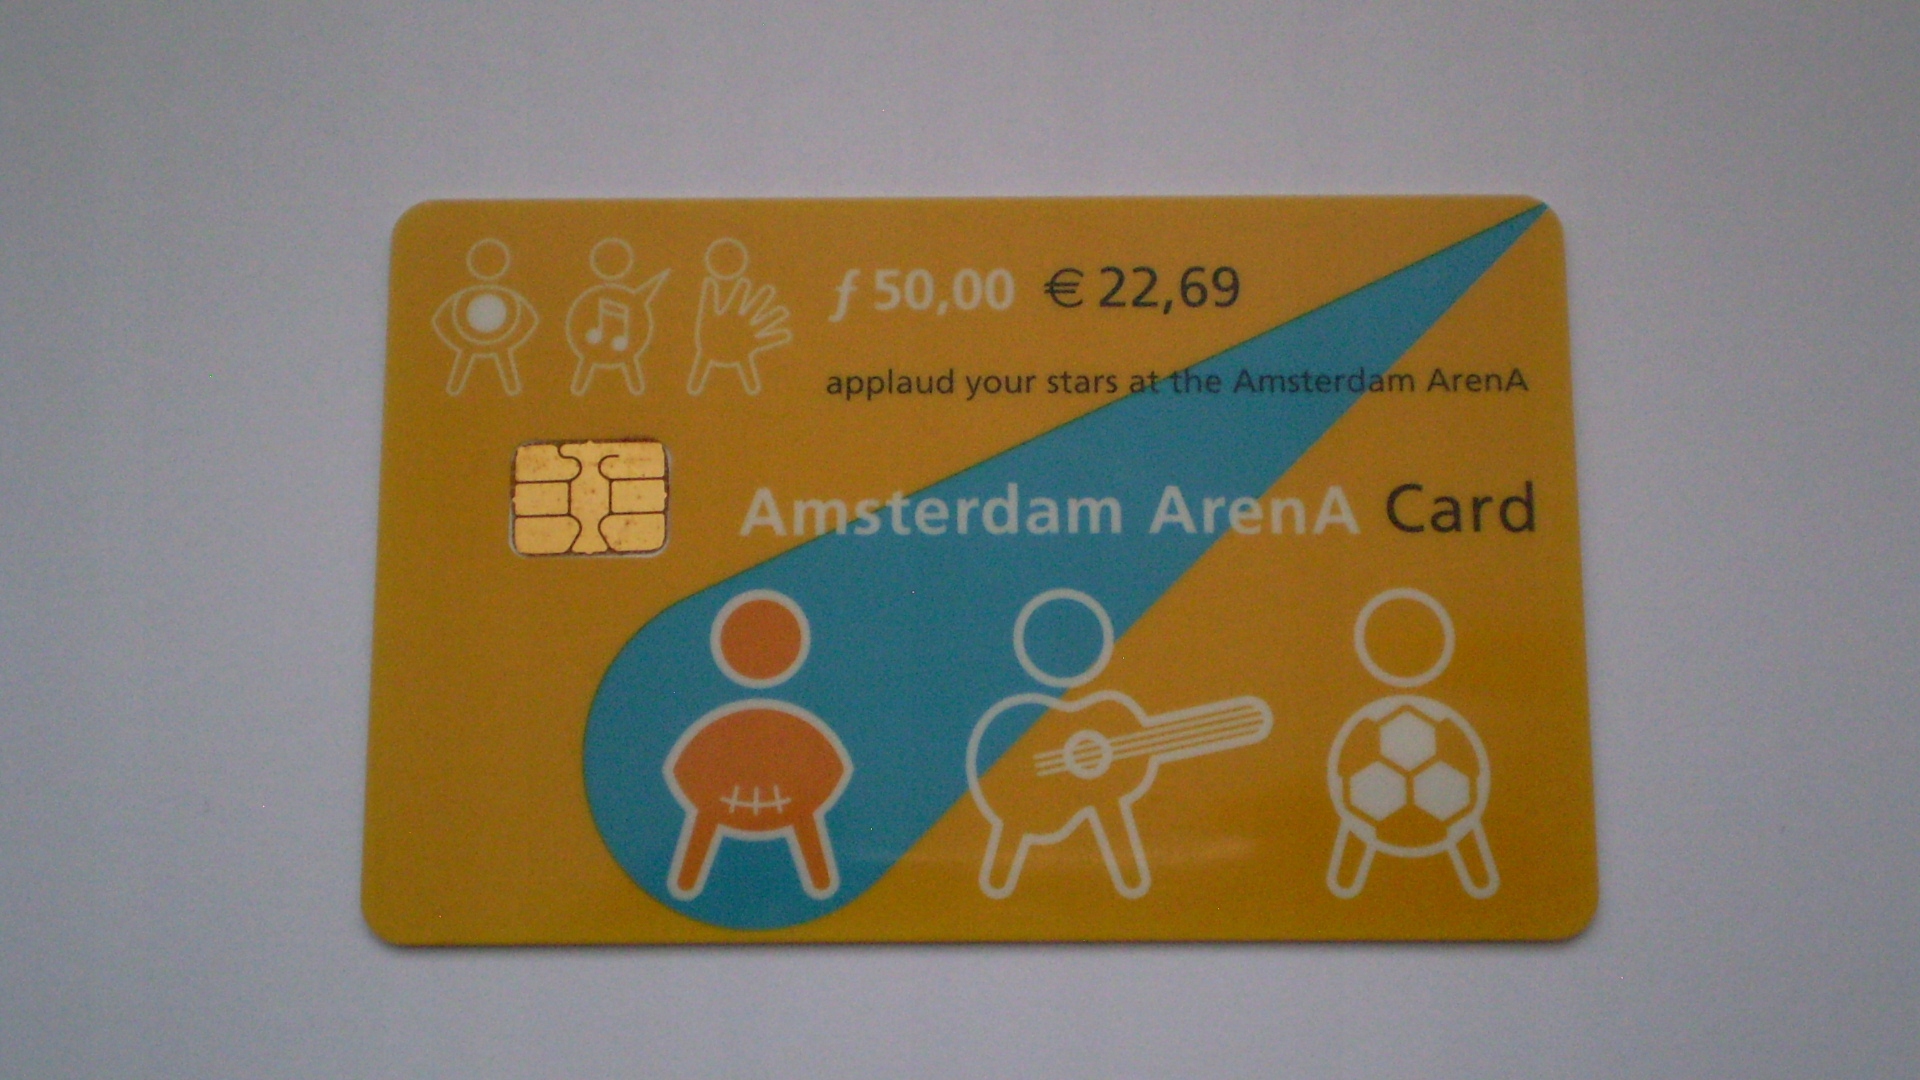 ƒ 50,00 € 22,69
applaud your stars at the Amsterdam ArenA
Amsterdam ArenA Card